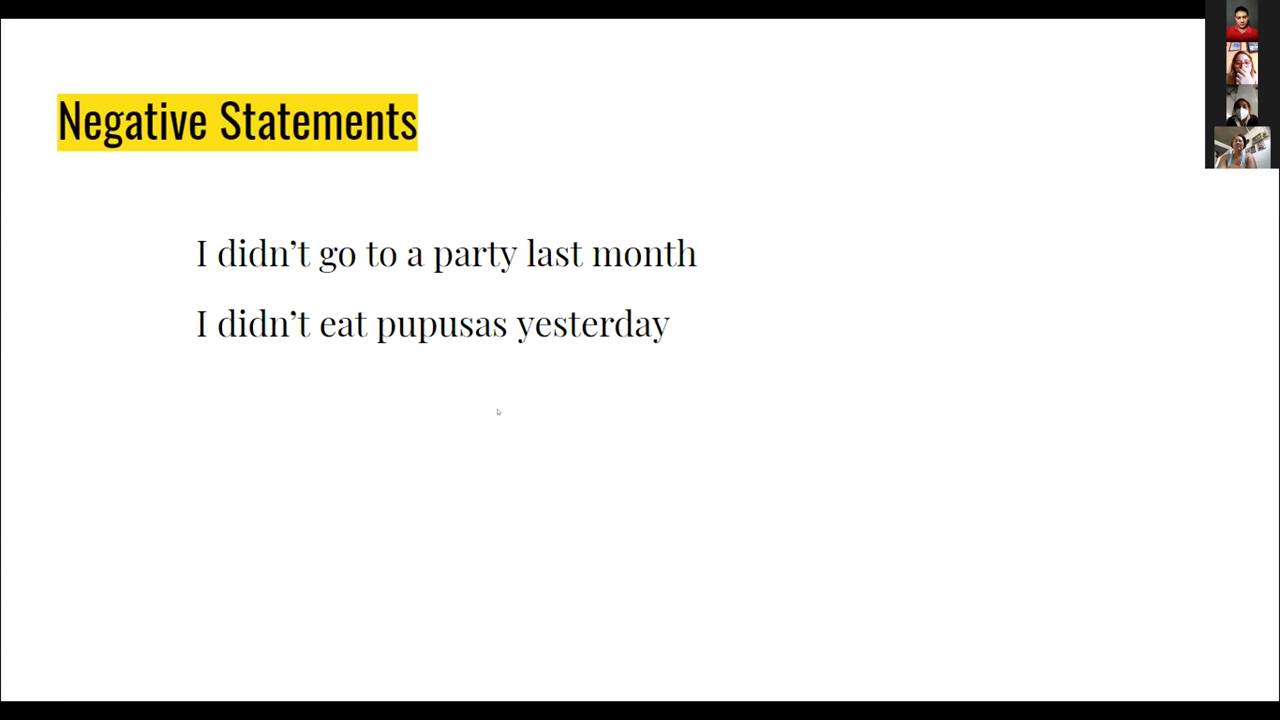 Negative Statements
I didn’t go to a party last month
I didn’t eat pupusas yesterday